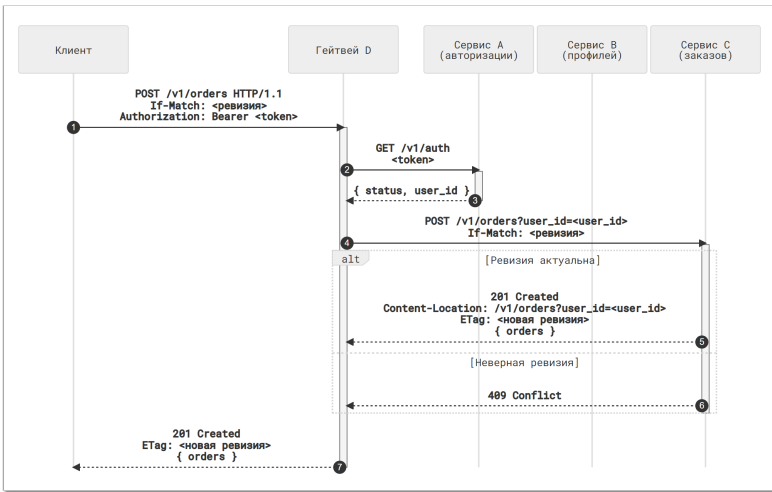 Клиент
Гейтвей D
Сервис A
(авторизации)
Сервис B
(профилей)
Сервис C
(заказов)
POST /v1/orders HTTP/1.1
If-Match: <ревизия>
Authorization: Bearer <token>
1
GET /v1/auth
<token>
2
{ status, user_id }
3
POST /v1/orders?user_id=<user_id>
If-Match: <ревизия>
4
alt
[Ревизия актуальна]
201 Created
Content-Location: /v1/orders?user_id=<user_id>
ETag: <новая ревизия>
{ orders }
5
[Неверная ревизия]
409 Conflict
6
201 Created
ETag: <новая ревизия>
{ orders }
7